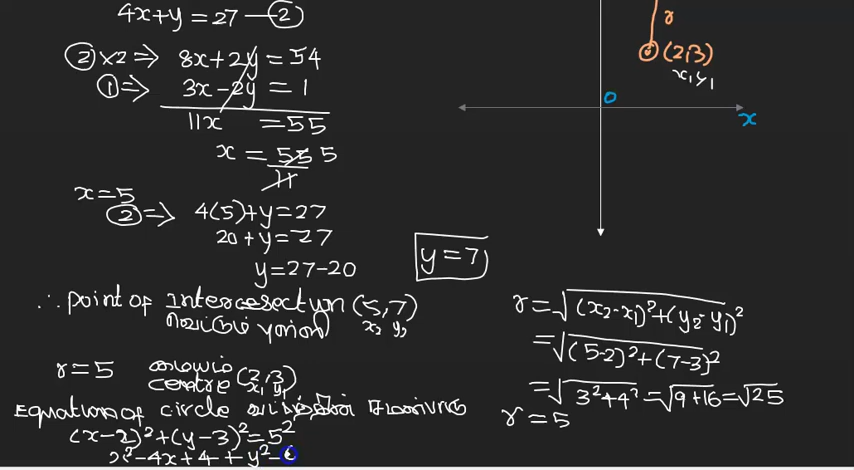 4x+y=27 — ②
②×2 ⇒ 8x+2y=54
① ⇒ 3x-2y=1
11x =55
x = 55 5
11
x=5
② ⇒ 4(5)+y=27
20+y=27
y=27-20
y=7
∴ point of intercesection (5,7)
x2 y2
r=5 centre (2,3)
x1 y1
Equation of circle
(x-2)²+(y-3)²=5²
x²-4x+4+y²-
r
(2,3)
x1 y1
0
x
r=√(x2-x1)²+(y2-y1)²
=√(5-2)²+(7-3)²
=√3²+4²=√9+16=√25
r=5